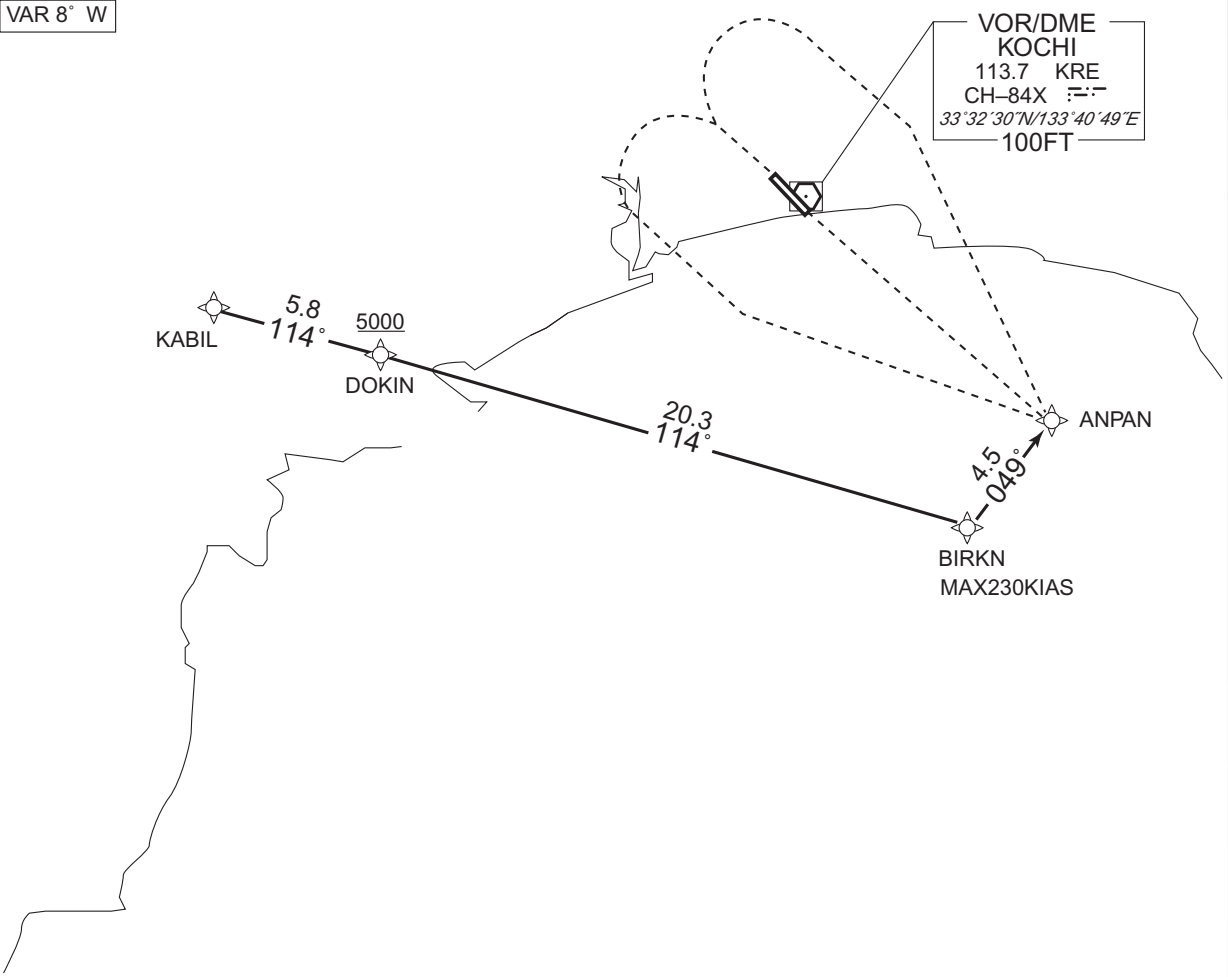 VAR 8° W
VOR/DME
KOCHI
113.7 KRE
CH–84X
33°32´30˝N/133°40´49˝E
100FT
5.8
114°
5000
KABIL
DOKIN
20.3
114°
ANPAN
4.5
049°
BIRKN
MAX230KIAS